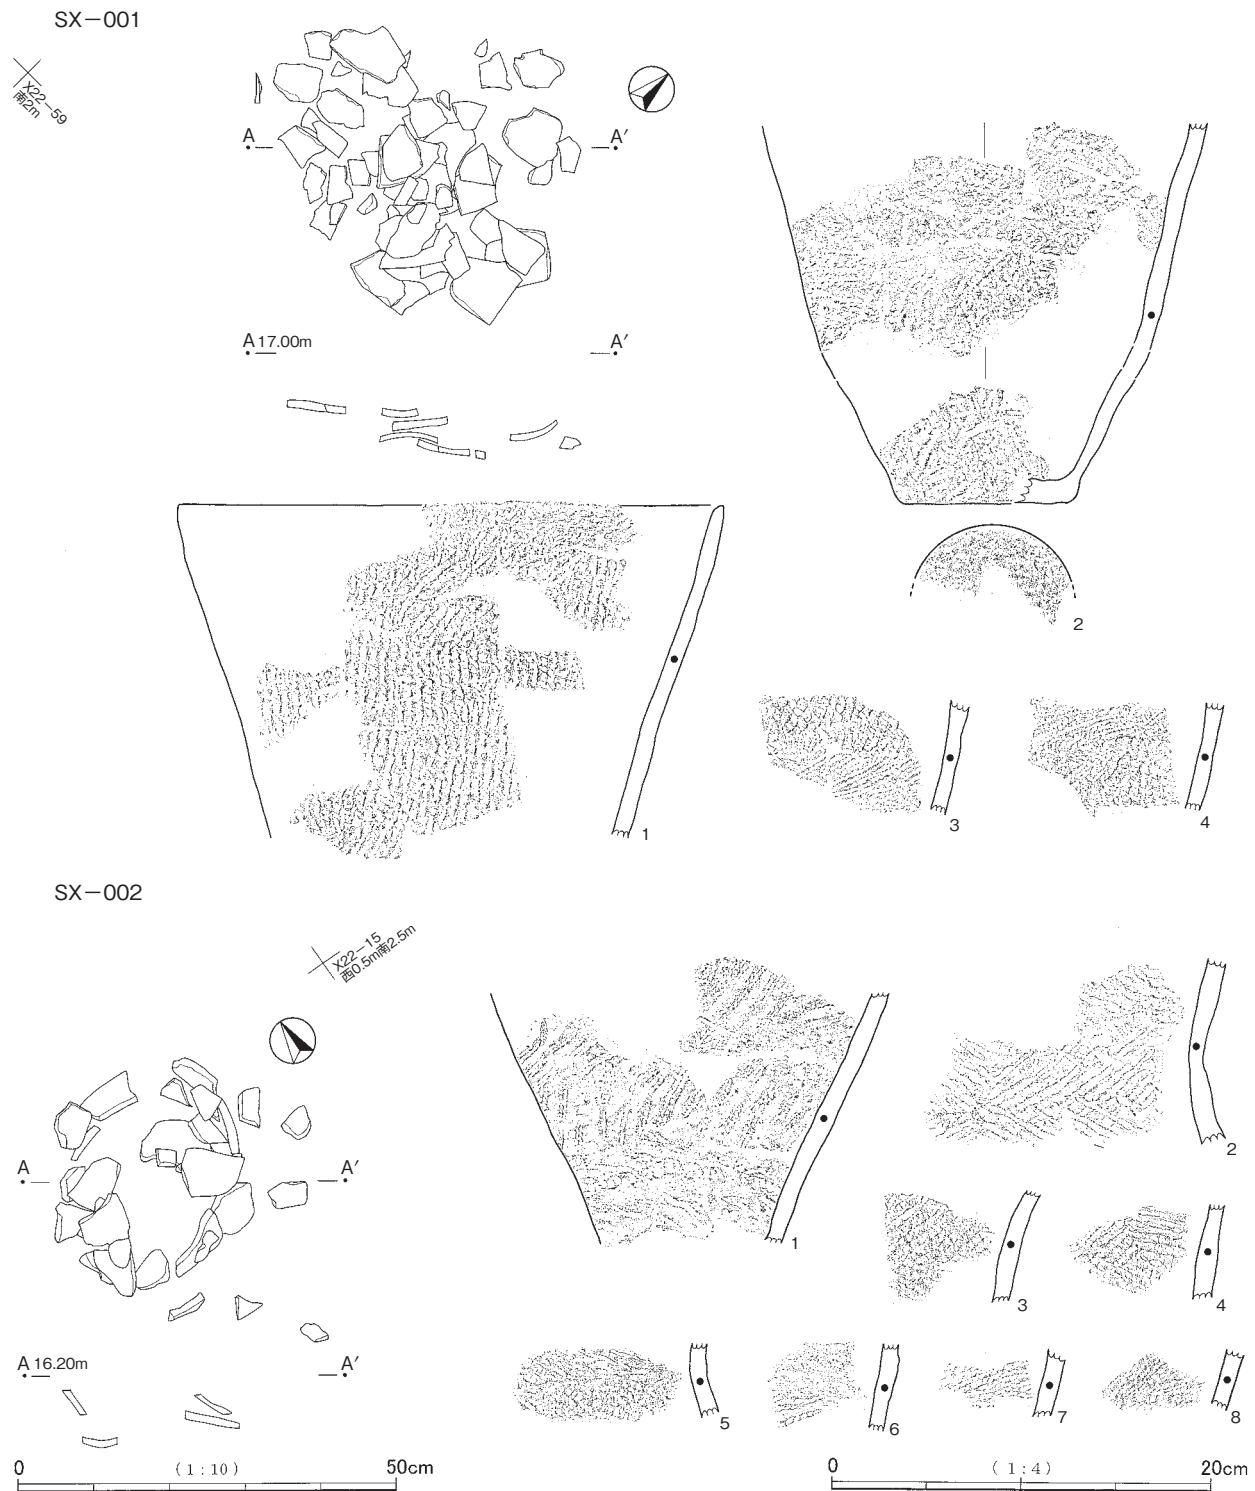 SX-001
X22-59
南2m
A
A′
A 17.00m
A′
1
2
3
4
SX-002
X22-15
西0.5m南2.5m
A
A′
A 16.20m
A′
1
2
3
4
5
6
7
8
0
(1:10)
50cm
0
(1:4)
20cm